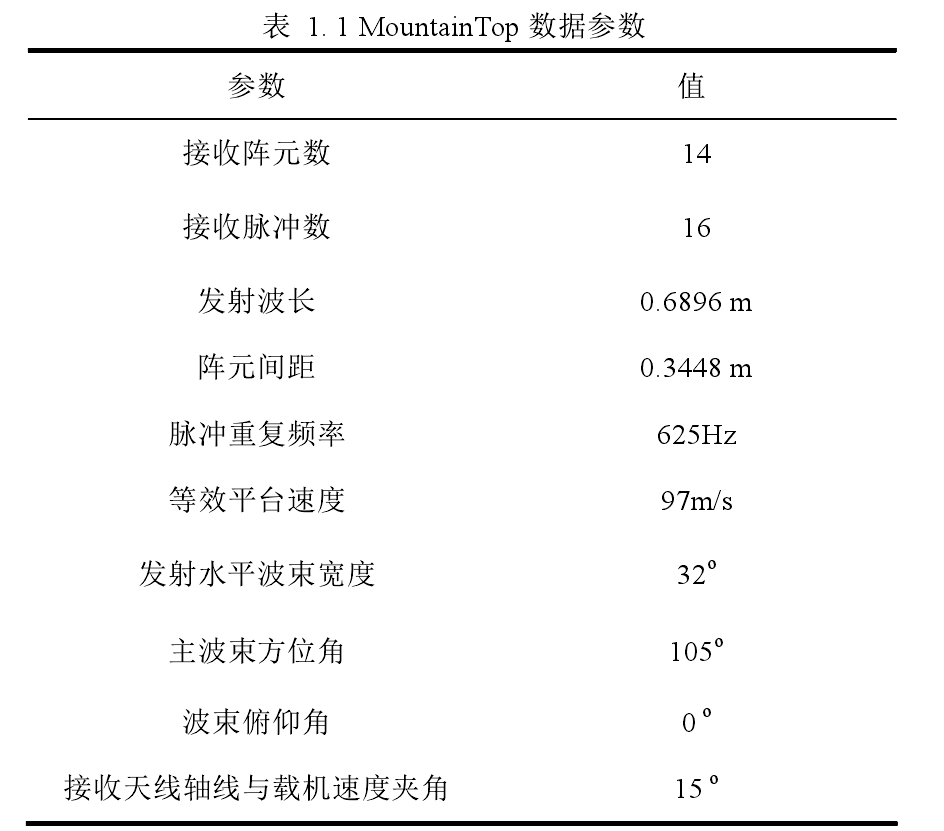 表 1. 1 MountainTop 数据参数
参数 值
接收阵元数 14
接收脉冲数 16
发射波长 0.6896 m
阵元间距 0.3448 m
脉冲重复频率 625Hz
等效平台速度 97m/s
发射水平波束宽度 32º
主波束方位角 105º
波束俯仰角 0 º
接收天线轴线与载机速度夹角 15 º